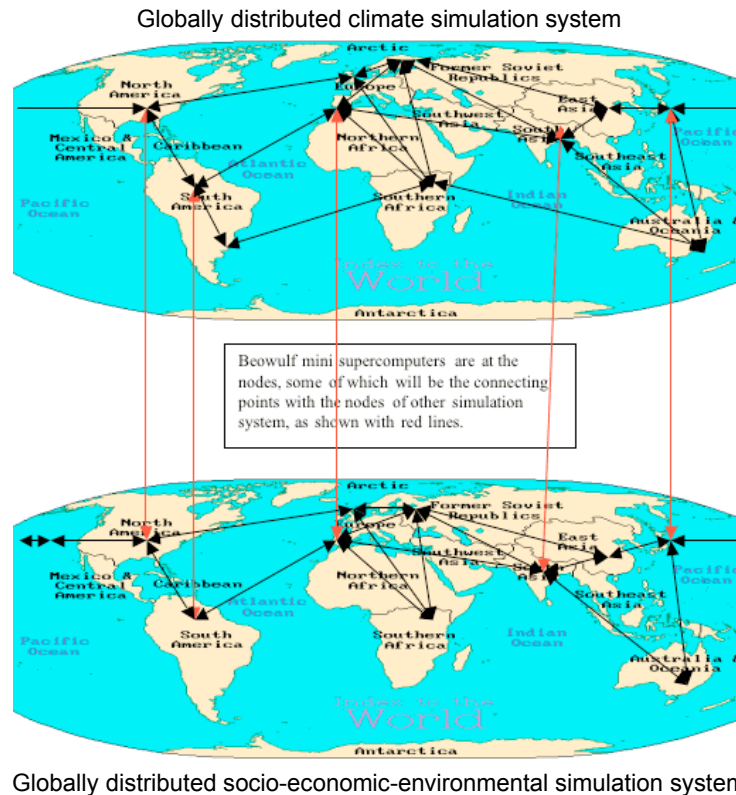 Globally distributed climate simulation system
Arctic
North
America
Former Soviet
Republics
Europe
East
Asia
Mexico &
Central
America
Caribbean
Southwest
Asia
South
Asia
Pacific
Ocean
Northern
Africa
Southeast
Asia
Atlantic
Ocean
South
America
Southern
Africa
Indian
Ocean
Pacific
Ocean
Australia &
Oceania
Index to the
World
Antarctica
Beowulf mini supercomputers are at the
nodes, some of which will be the connecting
points with the nodes of other simulation
system, as shown with red lines.
Arctic
North
America
Former Soviet
Republics
Europe
East
Asia
Mexico &
Central
America
Caribbean
Southwest
Asia
South
Asia
Pacific
Ocean
Northern
Africa
Southeast
Asia
Atlantic
Ocean
South
America
Southern
Africa
Indian
Ocean
Pacific
Ocean
Australia &
Oceania
Index to the
World
Antarctica
Globally distributed socio-economic-environmental simulation system